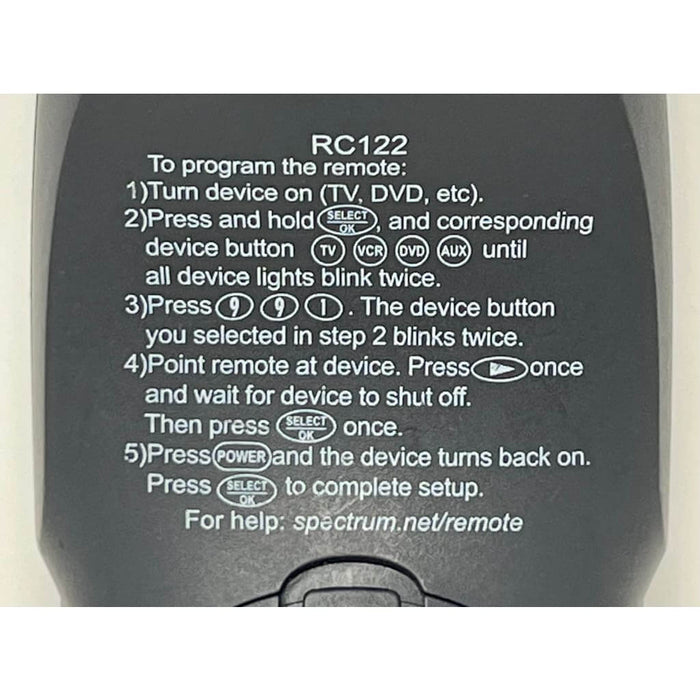 RC122
To program the remote:
1)Turn device on (TV, DVD, etc).
2)Press and hold SELECT OK, and corresponding
device button TV VCR DVD AUX until
all device lights blink twice.
3)Press 9 9 1. The device button
you selected in step 2 blinks twice.
4)Point remote at device. Press once
and wait for device to shut off.
Then press SELECT OK once.
5)Press POWER and the device turns back on.
Press SELECT OK to complete setup.
For help: spectrum.net/remote